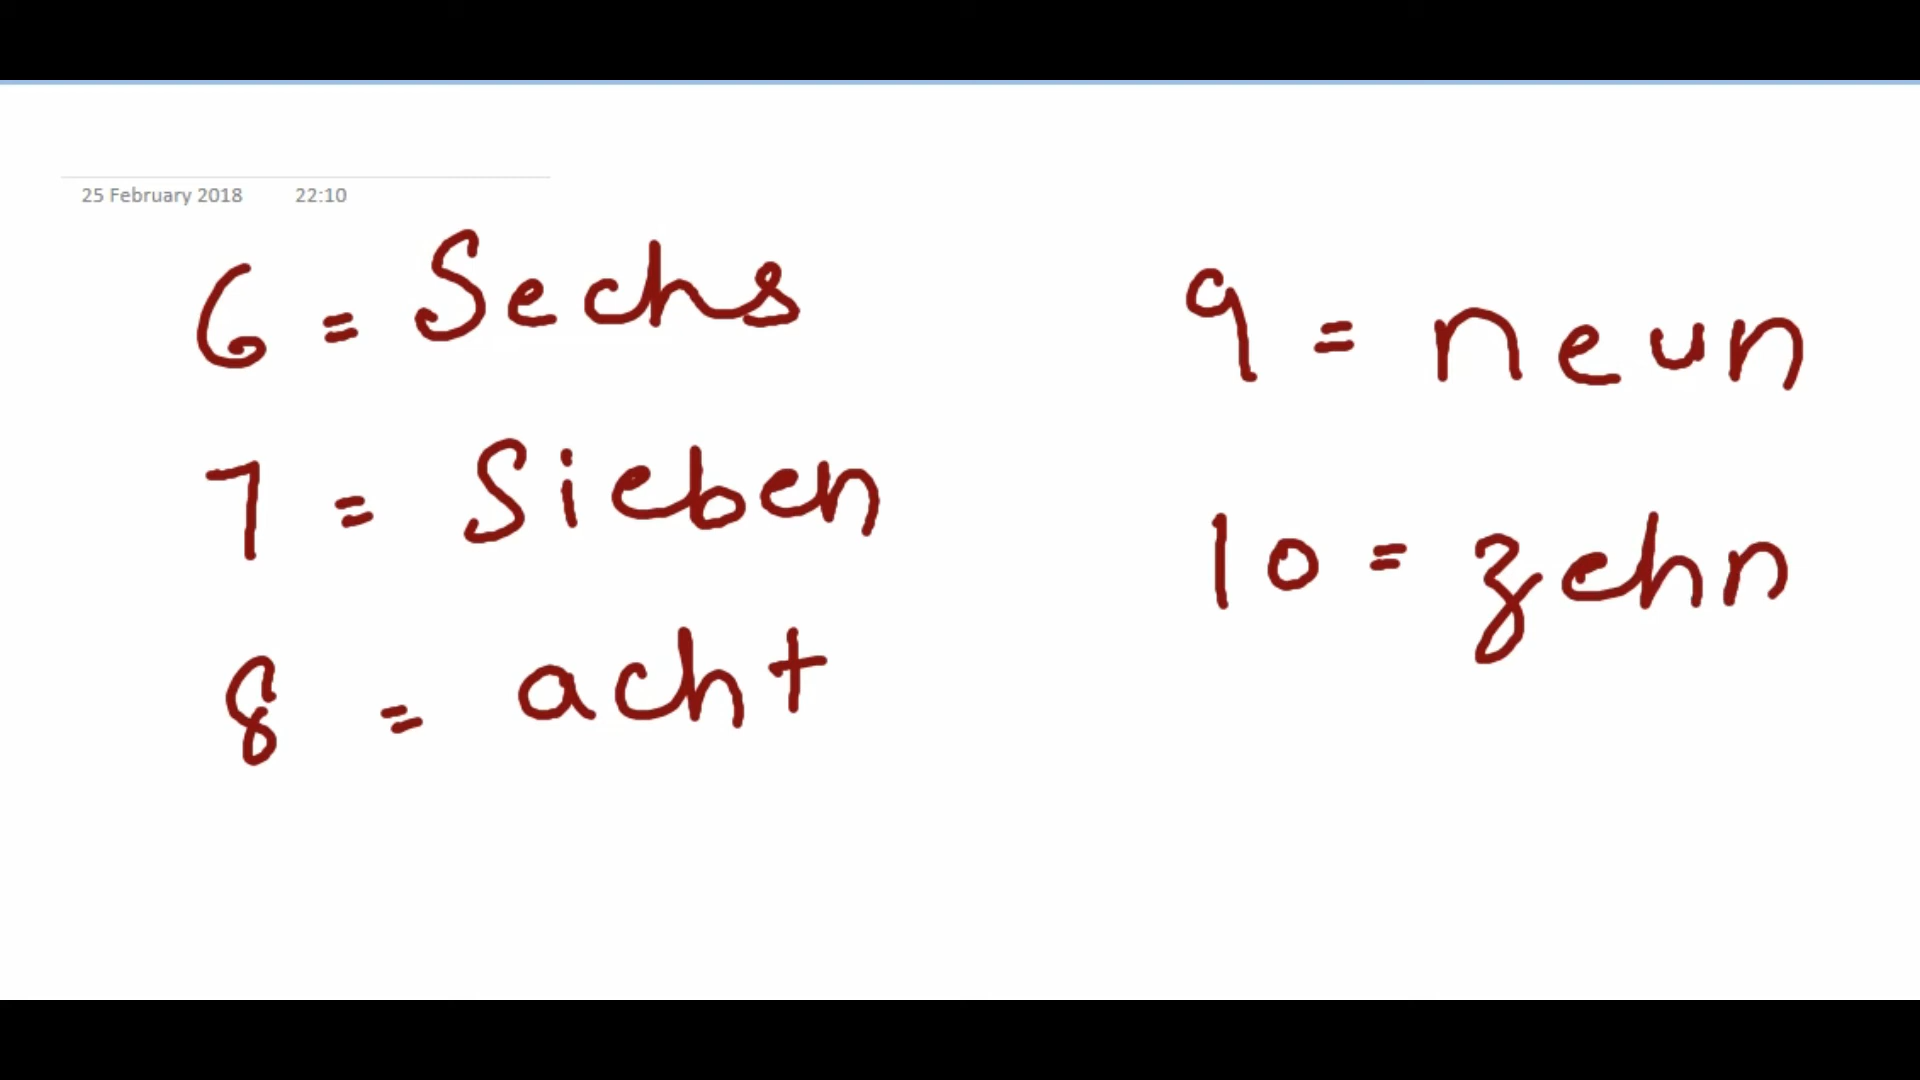 25 February 2018 22:10
6 = Sechs
7 = Sieben
8 = acht
9 = neun
10 = zehn